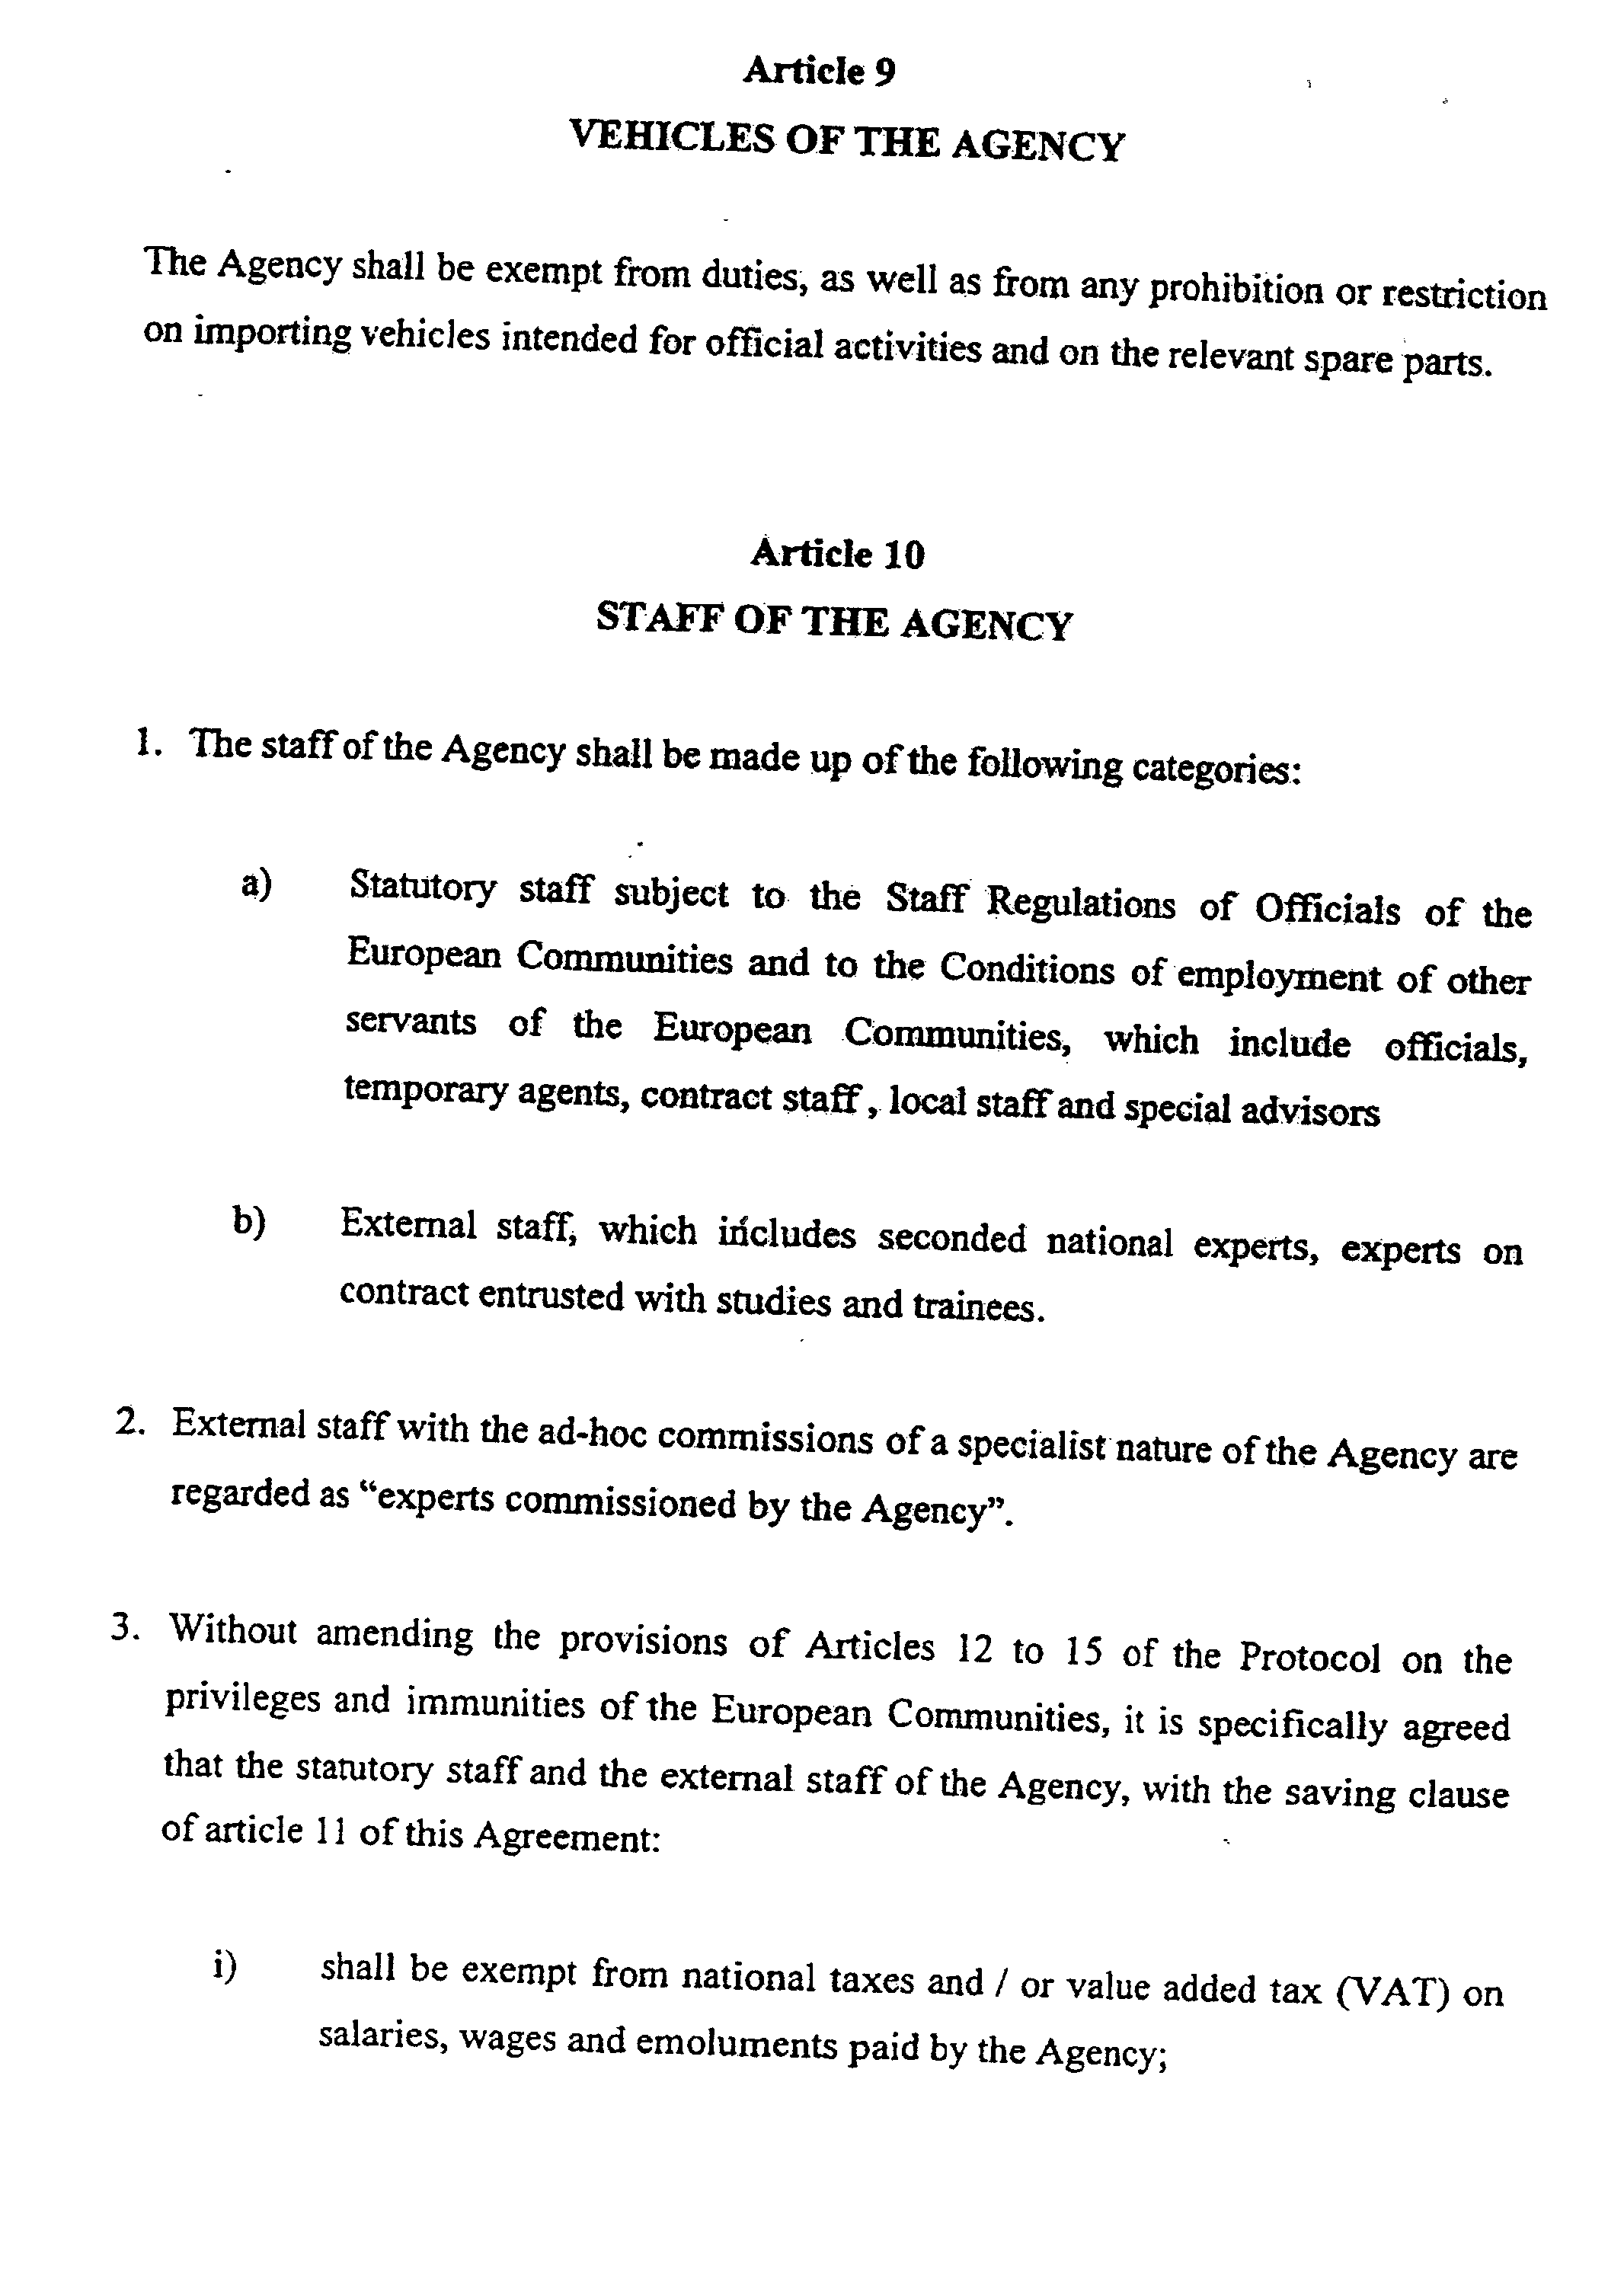 Article 9
VEHICLES OF THE AGENCY
The Agency shall be exempt from duties, as well as from any prohibition or restriction
on importing vehicles intended for official activities and on the relevant spare parts.
Article 10
STAFF OF THE AGENCY
1. The staff of the Agency shall be made up of the following categories:
a) Statutory staff subject to the Staff Regulations of Officials of the
European Communities and to the Conditions of employment of other
servants of the European Communities, which include officials,
temporary agents, contract staff , local staff and special advisors
b) External staff, which includes seconded national experts, experts on
contract entrusted with studies and trainees.
2. External staff with the ad-hoc commissions of a specialist nature of the Agency are
regarded as “experts commissioned by the Agency”.
3. Without amending the provisions of Articles 12 to 15 of the Protocol on the
privileges and immunities of the European Communities, it is specifically agreed
that the statutory staff and the external staff of the Agency, with the saving clause
of article 11 of this Agreement:
i) shall be exempt from national taxes and / or value added tax (VAT) on
salaries, wages and emoluments paid by the Agency;